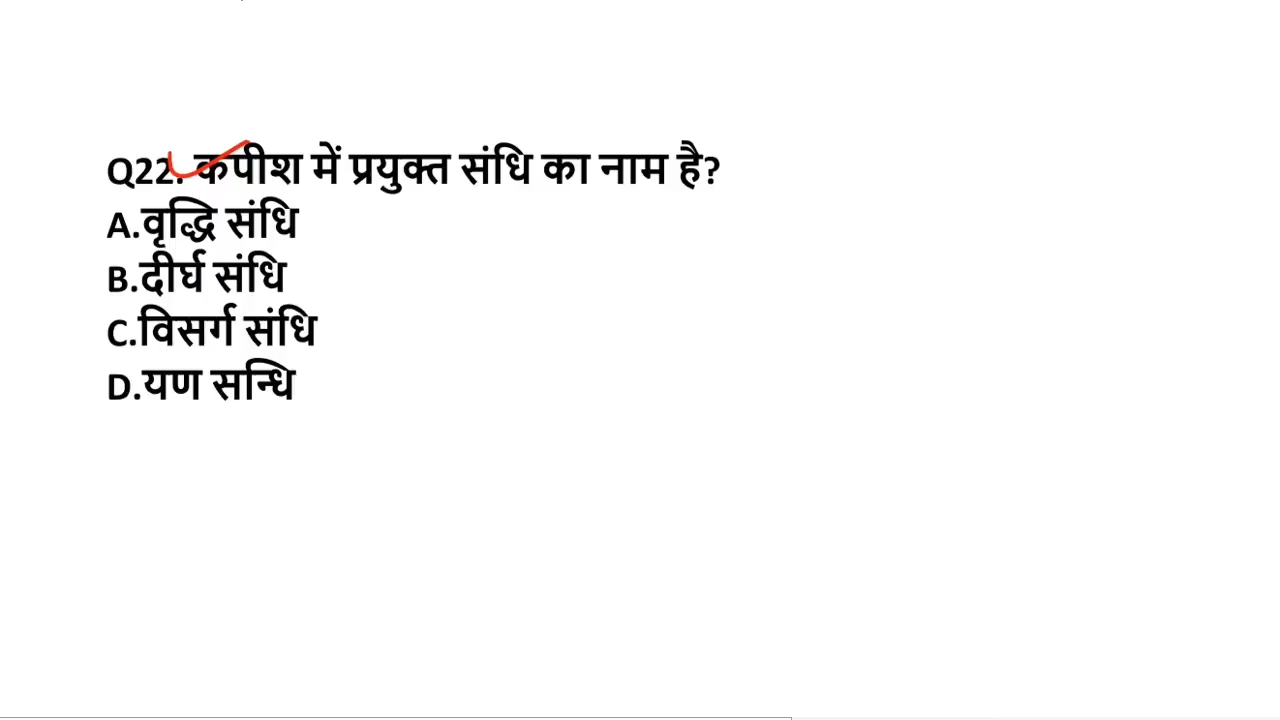 Q22. कपीश में प्रयुक्त संधि का नाम है?
A.वृद्धि संधि
B.दीर्घ संधि
C.विसर्ग संधि
D.यण सन्धि